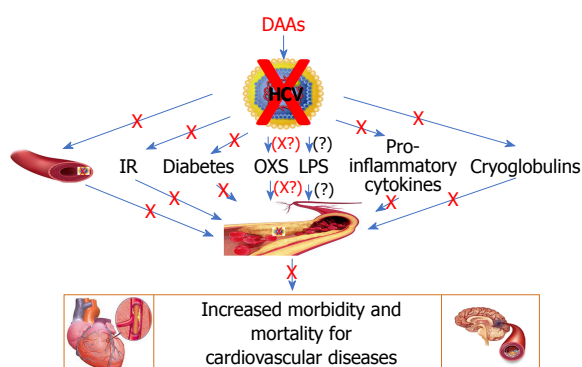 DAAs
HCV
X X X X
(X?) (?)
IR Diabetes OXS LPS Pro-
inflammatory
cytokines Cryoglobulins
X X X (X?) (?) X X
X
Increased morbidity and
mortality for
cardiovascular diseases